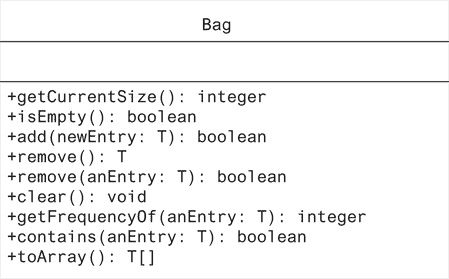 Bag
+getCurrentSize(): integer
+isEmpty(): boolean
+add(newEntry: T): boolean
+remove(): T
+remove(anEntry: T): boolean
+clear(): void
+getFrequencyOf(anEntry: T): integer
+contains(anEntry: T): boolean
+toArray(): T[]